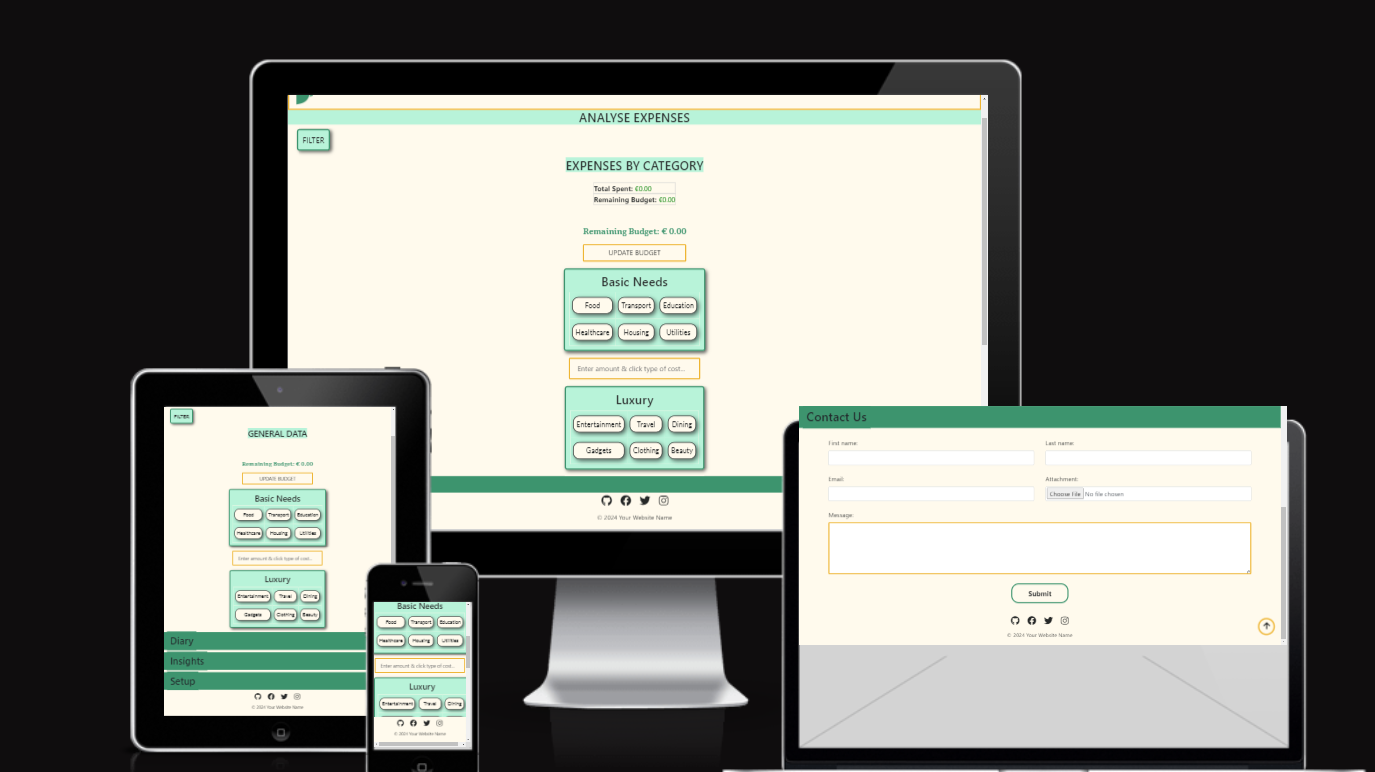 ANALYSE EXPENSES
FILTER
EXPENSES BY CATEGORY
Total Spent: €0.00
Remaining Budget: €0.00
Remaining Budget: € 0.00
UPDATE BUDGET
Basic Needs
Food Transport Education
Healthcare Housing Utilities
Enter amount & click type of cost...
Luxury
Entertainment Travel Dining
Gadgets Clothing Beauty
© 2024 Your Website Name
FILTER
GENERAL DATA
Remaining Budget: € 0.00
UPDATE BUDGET
Basic Needs
Food Transport Education
Healthcare Housing Utilities
Enter amount & click type of cost...
Luxury
Entertainment Travel Dining
Gadgets Clothing Beauty
Diary
Insights
Setup
© 2024 Your Website Name
Basic Needs
Food Transport Education
Healthcare Housing Utilities
Enter amount & click type of cost...
Luxury
Entertainment Travel Dining
© 2024 Your Website Name
Contact Us
First name: Last name:
Email: Attachment:
Choose File No file chosen
Message:
Submit
© 2024 Your Website Name